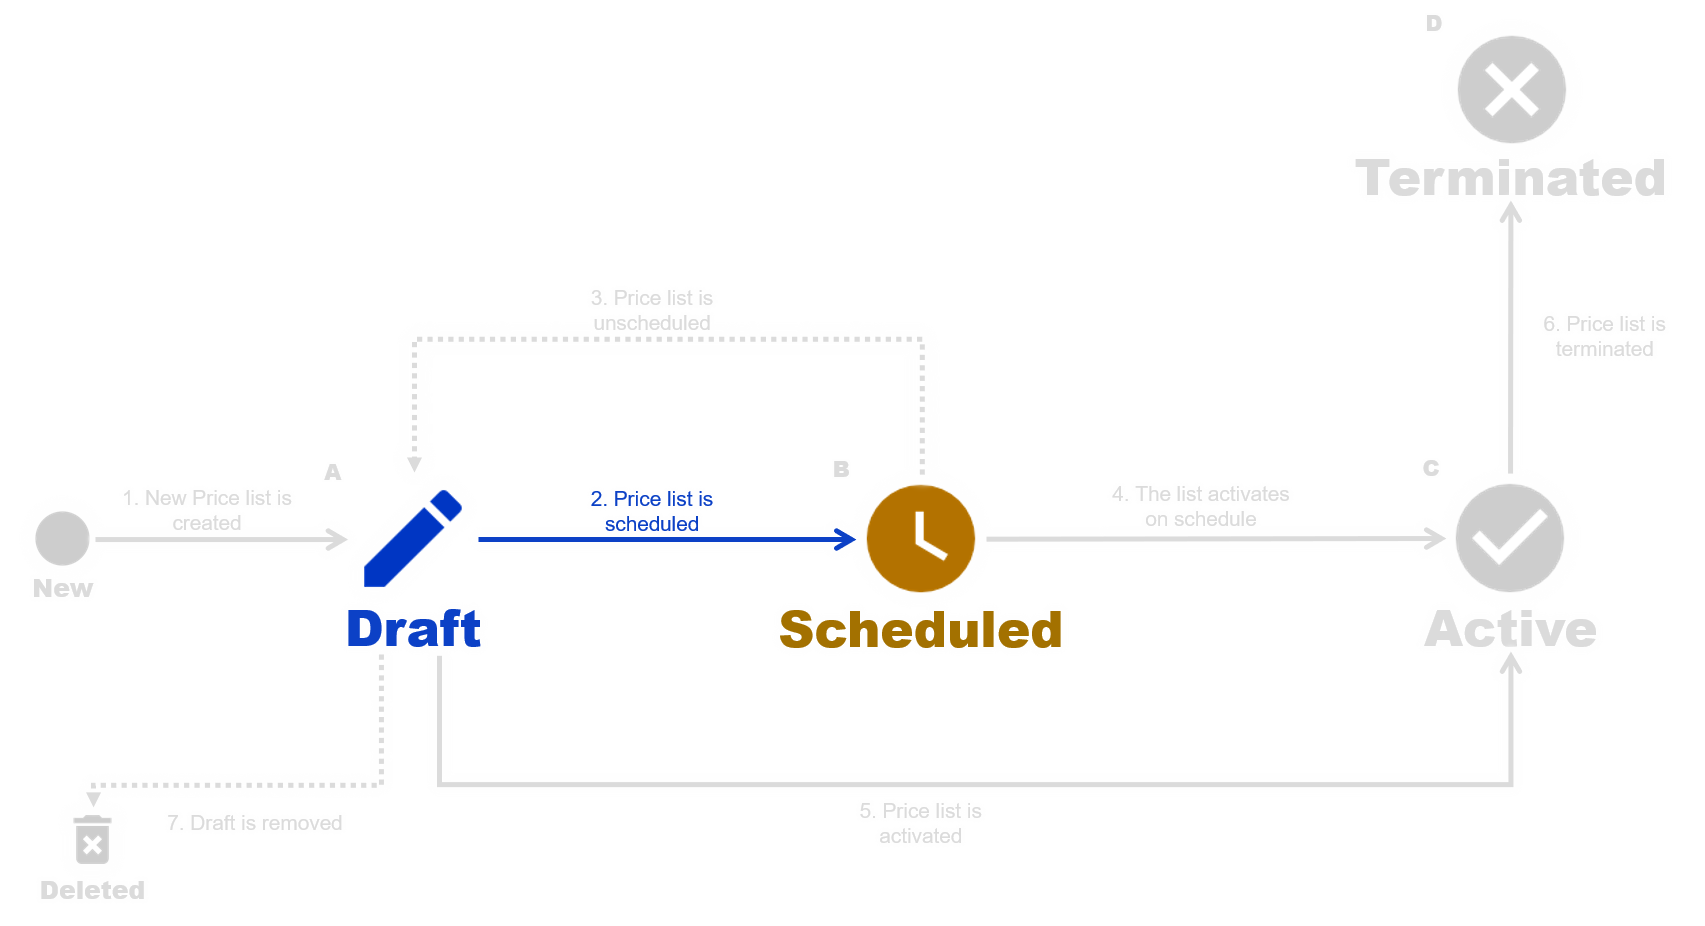 D
Terminated
3. Price list is
unscheduled
6. Price list is
terminated
A
B
C
1. New Price list is
created
2. Price list is
scheduled
4. The list activates
on schedule
New
Draft
Scheduled
Active
7. Draft is removed
5. Price list is
activated
Deleted